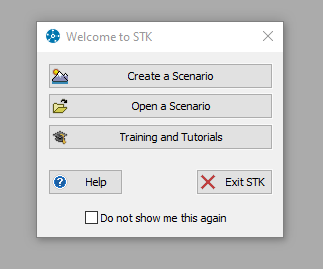 Welcome to STK
Create a Scenario
Open a Scenario
Training and Tutorials
Help
Exit STK
Do not show me this again